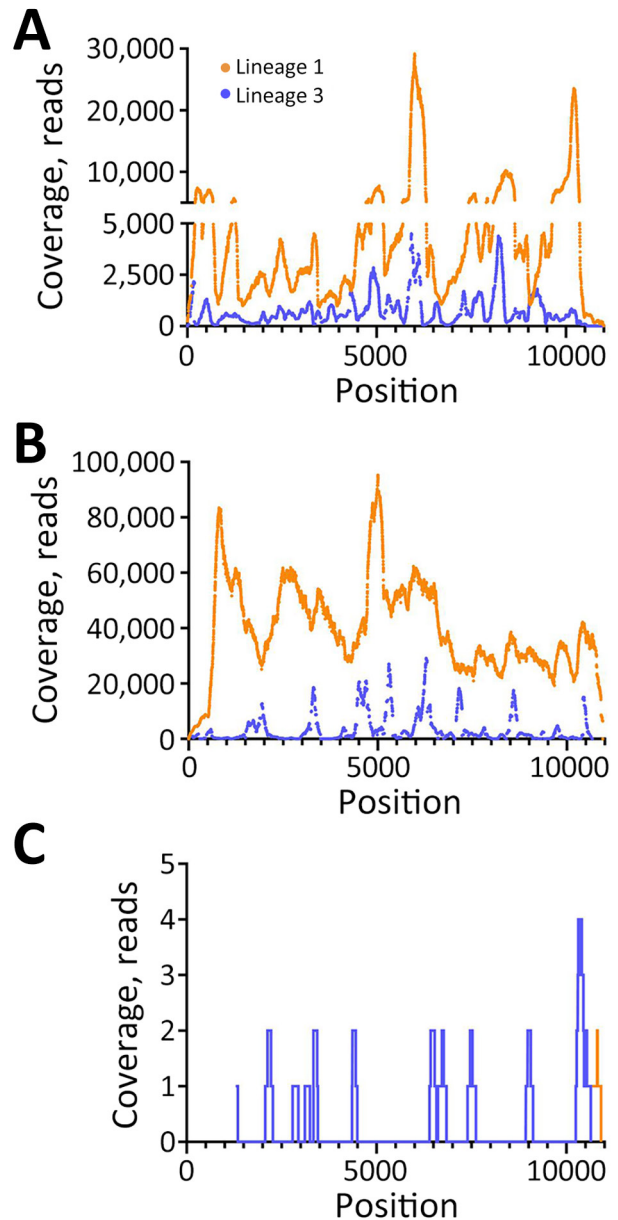 A
Coverage, reads
30,000
20,000
10,000
5,000
2,500
0
Lineage 1
Lineage 3
0
5000
10000
Position
B
Coverage, reads
100,000
80,000
60,000
40,000
20,000
0
0
5000
10000
Position
C
Coverage, reads
5
4
3
2
1
0
0
5000
10000
Position